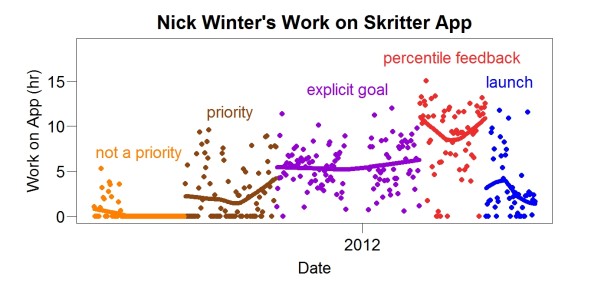 Nick Winter's Work on Skritter App
percentile feedback
launch
explicit goal
priority
not a priority
Work on App (hr)
15
10
5
0
2012
Date